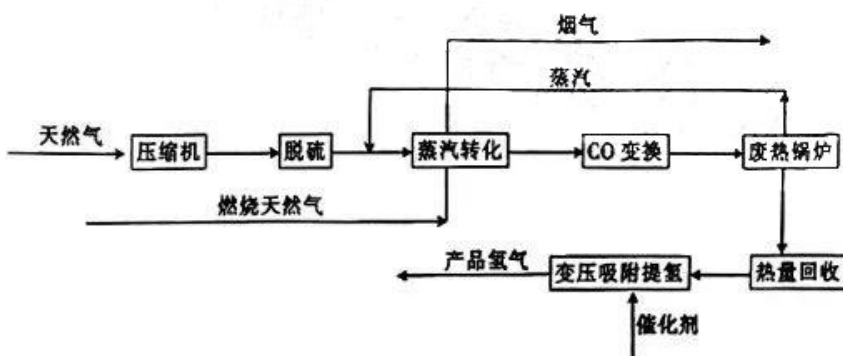 烟气
蒸汽
天然气
压缩机
脱硫
蒸汽转化
CO 变换
废热锅炉
燃烧天然气
产品氢气
变压吸附提氢
热量回收
催化剂